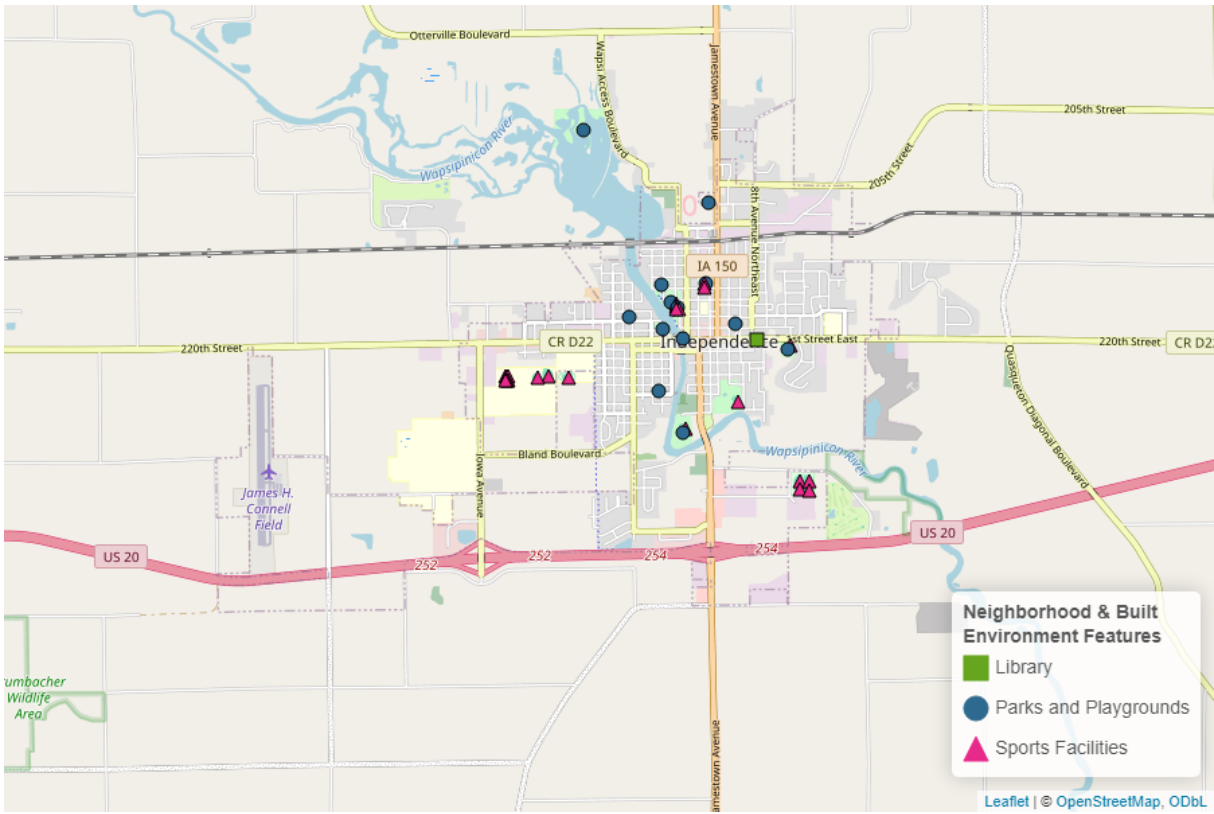 Otterville Boulevard
Wapsi Access Boulevard
Jamestown Avenue
205th Street
Wapsipinicon River
205th Street
8th Avenue Northeast
IA 150
220th Street
CR D22
Independence
1st Street East
220th Street
CR D2
Quasqueton Diagonal Boulevard
Bland Boulevard
Iowa Avenue
Wapsipinicon River
James H.
Connell
Field
US 20
252
252
254
254
US 20
umbacher
Wildlife
Area
amestown Avenue
Neighborhood & Built
Environment Features
Library
Parks and Playgrounds
Sports Facilities
Leaflet | © OpenStreetMap, ODbL